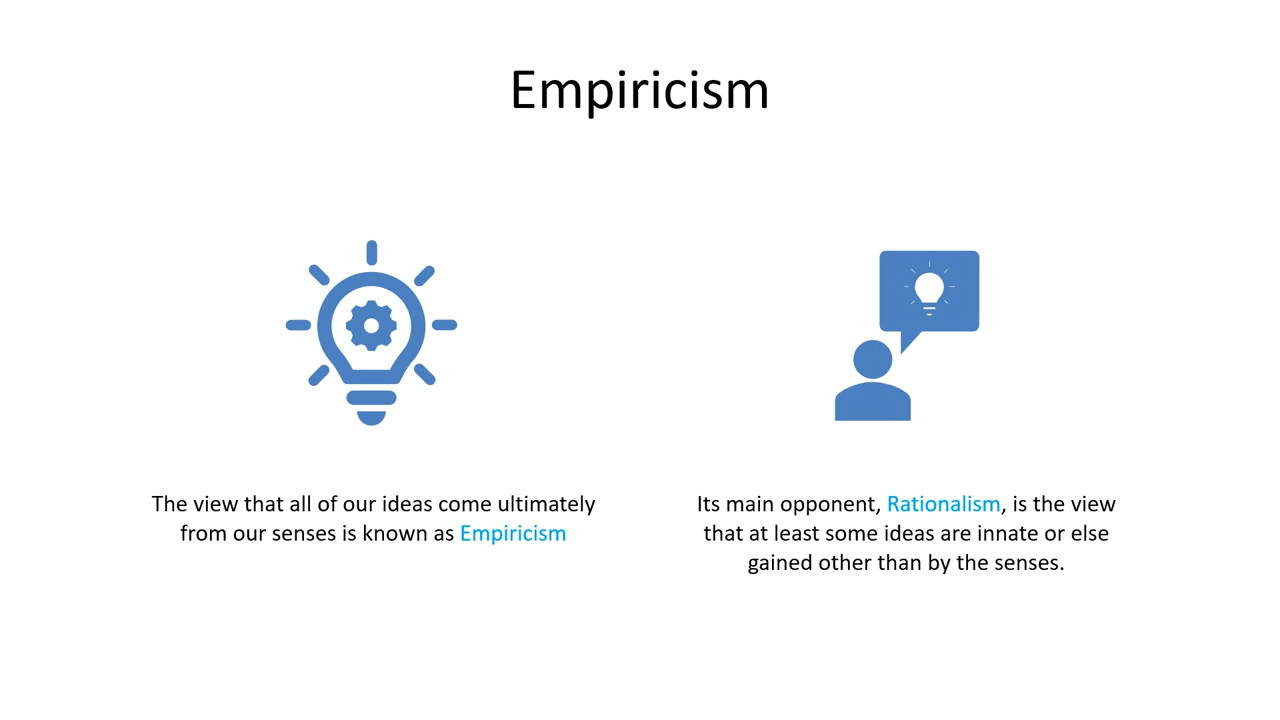 Empiricism
The view that all of our ideas come ultimately
from our senses is known as Empiricism
Its main opponent, Rationalism, is the view
that at least some ideas are innate or else
gained other than by the senses.